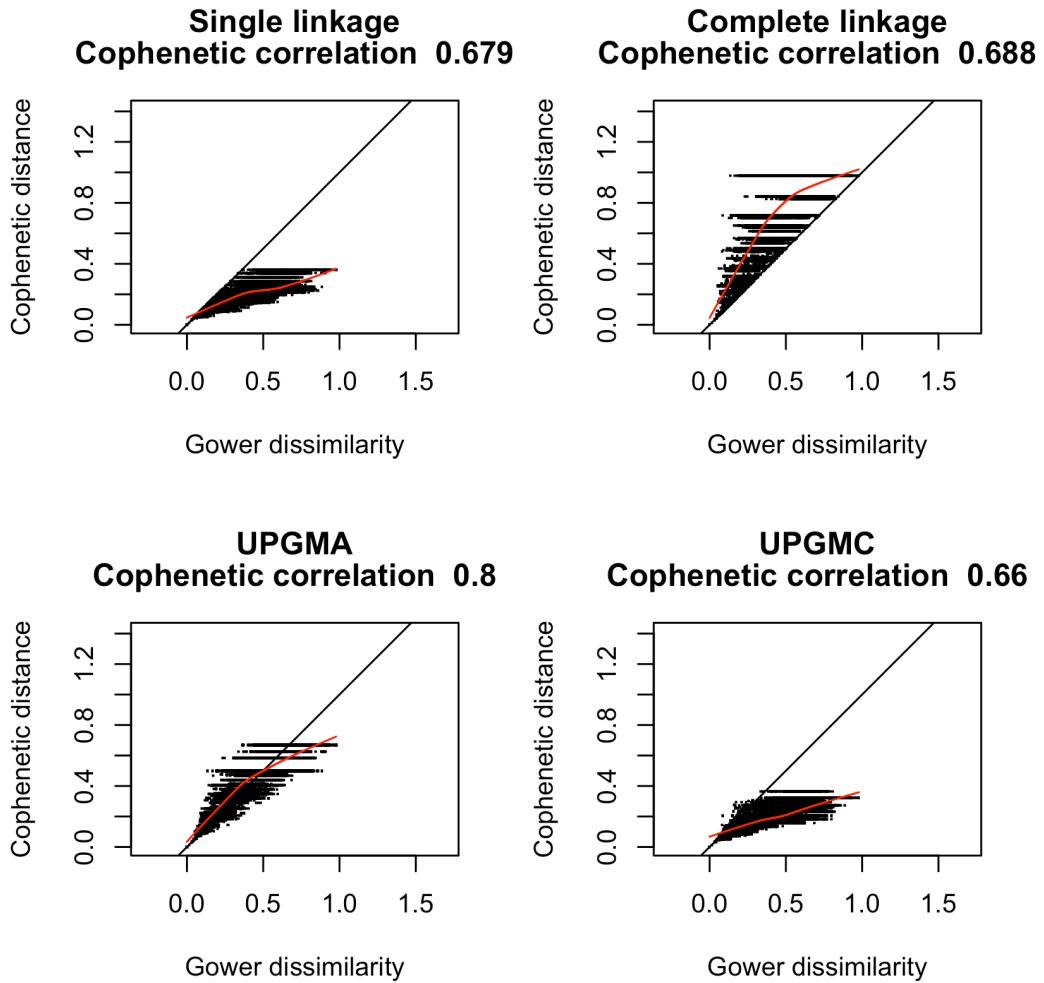 Single linkage
Cophenetic correlation  0.679
Cophenetic distance
0.0 0.4 0.8 1.2
0.0 0.5 1.0 1.5
Gower dissimilarity
Complete linkage
Cophenetic correlation  0.688
Cophenetic distance
0.0 0.4 0.8 1.2
0.0 0.5 1.0 1.5
Gower dissimilarity
UPGMA
Cophenetic correlation  0.8
Cophenetic distance
0.0 0.4 0.8 1.2
0.0 0.5 1.0 1.5
Gower dissimilarity
UPGMC
Cophenetic correlation  0.66
Cophenetic distance
0.0 0.4 0.8 1.2
0.0 0.5 1.0 1.5
Gower dissimilarity